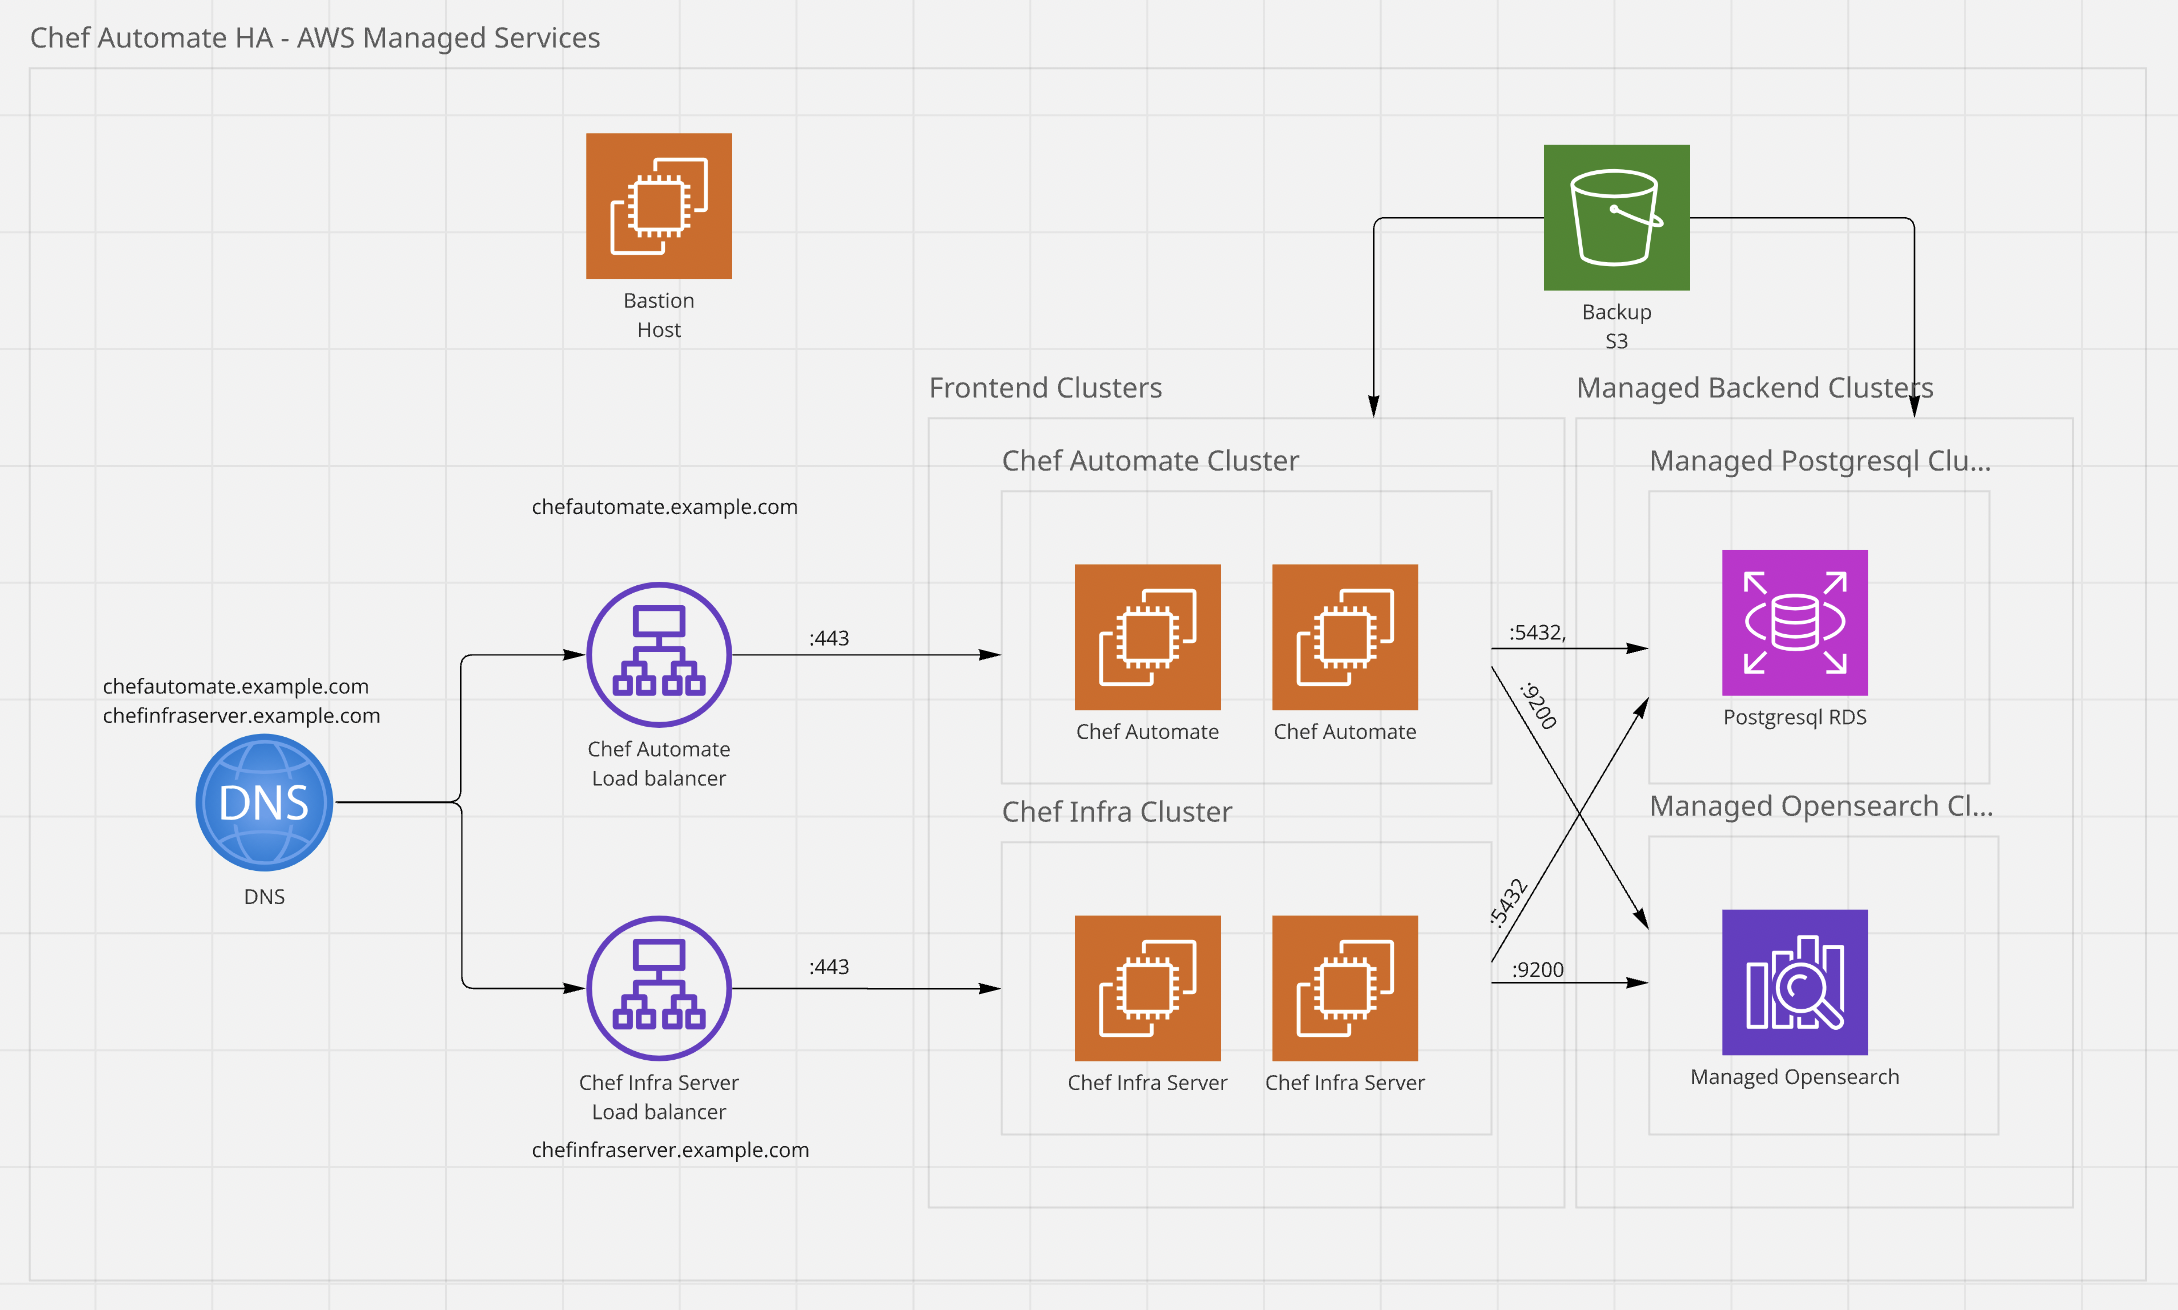 Chef Automate HA - AWS Managed Services
Bastion
Host
Backup
S3
Frontend Clusters
Managed Backend Clusters
Chef Automate Cluster
Managed Postgresql Clu...
chefautomate.example.com
:443
:5432,
:9200
chefautomate.example.com
chefinfraserver.example.com
DNS
DNS
Chef Automate
Load balancer
Chef Automate
Chef Automate
Postgresql RDS
Chef Infra Cluster
Managed Opensearch Cl...
:443
:5432
:9200
Chef Infra Server
Load balancer
chefinfraserver.example.com
Chef Infra Server
Chef Infra Server
Managed Opensearch